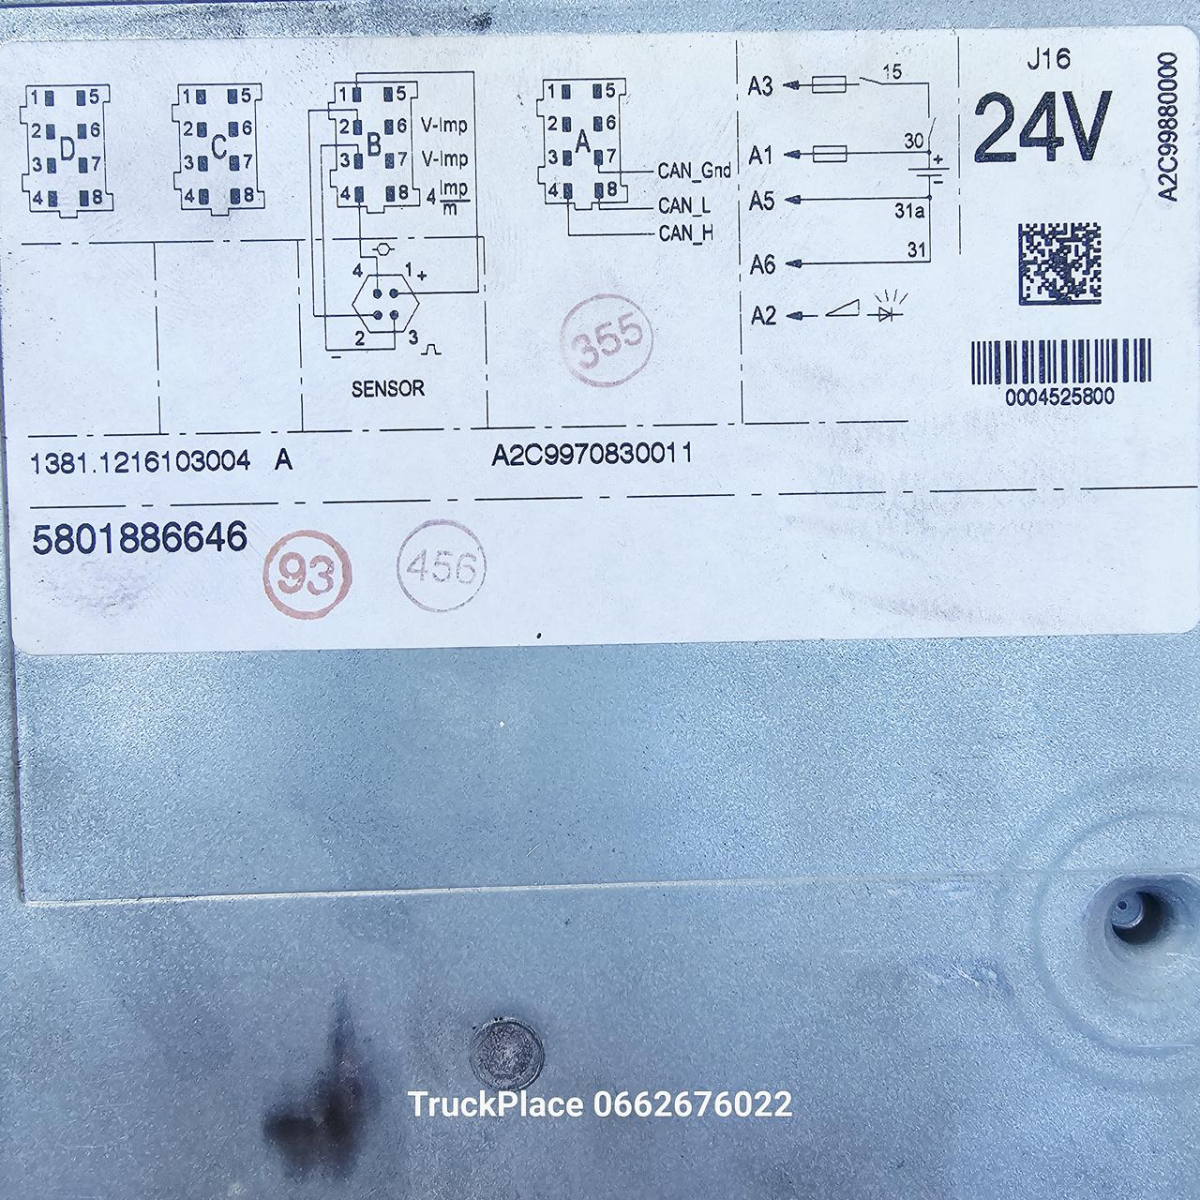 1 5
2 6
D
3 7
4 8
1 5
2 6
C
3 7
4 8
1 5
2 6 V-Imp
B
3 7 V-Imp
4 8 4 Imp/m
1 5
2 6
A
3 7
4 8
CAN_Gnd
CAN_L
CAN_H
4 1 +
2 3
−
SENSOR
355
A3 15
30
A1
+
−
A5
31a
31
A6
A2
J16
24V
A2C99880000
0004525800
1381.1216103004 A
A2C9970830011
5801886646
93
456
TruckPlace 0662676022